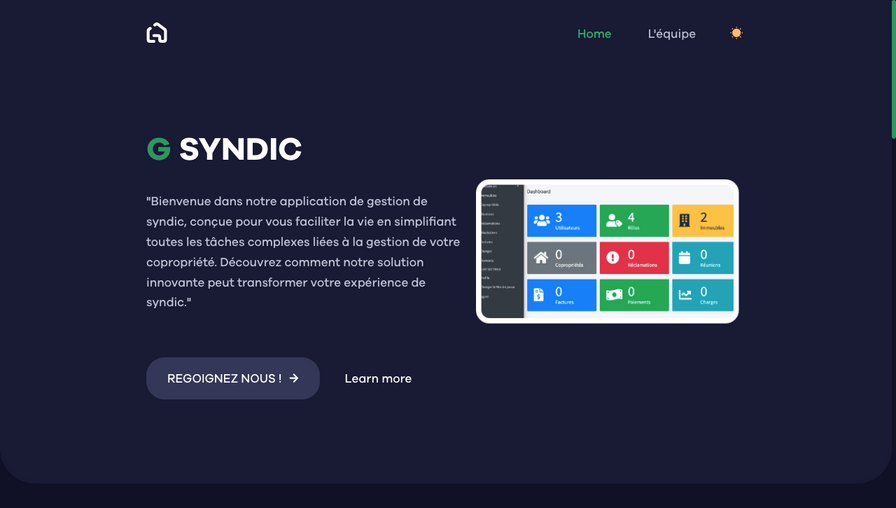 Home
L'équipe
G SYNDIC
"Bienvenue dans notre application de gestion de
syndic, conçue pour vous faciliter la vie en simplifiant
toutes les tâches complexes liées à la gestion de votre
copropriété. Découvrez comment notre solution
innovante peut transformer votre expérience de
syndic."
REGOIGNEZ NOUS !
Learn more
Dashboard
3
Utilisateurs
4
Rôles
2
Immeubles
0
Copropriétés
0
Réclamations
0
Réunions
0
Factures
0
Paiements
0
Charges